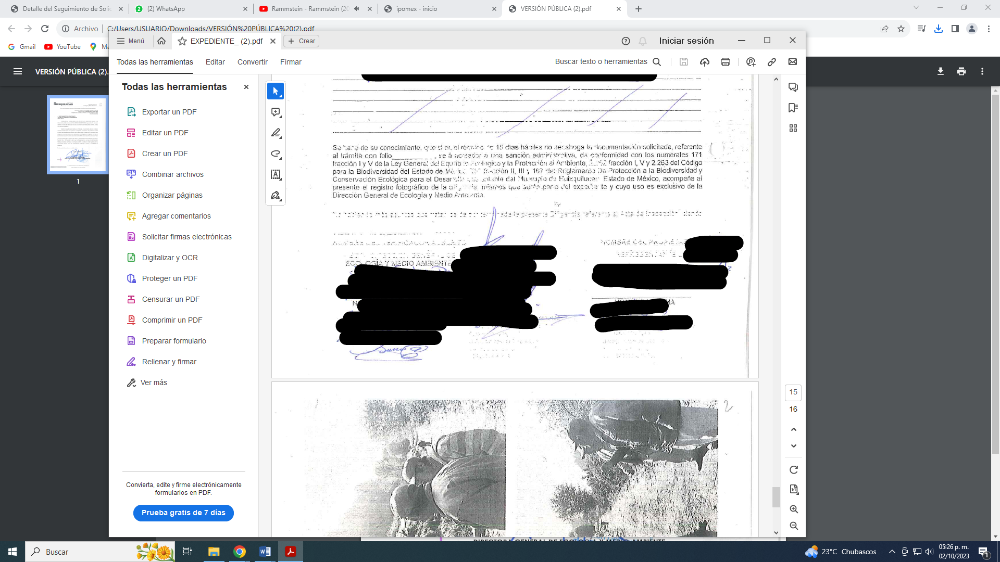 Detalle del Seguimiento de Solic
(2) WhatsApp
Rammstein - Rammstein (20
ipomex - inicio
VERSIÓN PÚBLICA (2).pdf
Archivo
C:/Users/USUARIO/Downloads/VERSIÓN%20PÚBLICA%20(2).pdf
Gmail
YouTube
Ma
Menú
EXPEDIENTE_ (2).pdf
Crear
Iniciar sesión
Todas las herramientas
Editar
Convertir
Firmar
Buscar texto o herramientas
VERSIÓN PÚBLICA (2).
HUIXQUILUCAN
1
Todas las herramientas
Exportar un PDF
Editar un PDF
Crear un PDF
Combinar archivos
Organizar páginas
Agregar comentarios
Solicitar firmas electrónicas
Digitalizar y OCR
Proteger un PDF
Censurar un PDF
Comprimir un PDF
Preparar formulario
Rellenar y firmar
Ver más
Convierta, edite y firme electrónicamente
formularios en PDF.
Prueba gratis de 7 días
Se hace de su conocimiento, que si en el término de 15 días hábiles no desahoga la documentación solicitada, referente
al trámite con folio__________, será acreedor a una sanción administrativa, de conformidad con los numerales 171
fracción I y V de la Ley General del Equilibrio Ecológico y la Protección al Ambiente, 2.262 fracción I, V y 2.263 del Código
para la Biodiversidad del Estado de México, fracción II, III y 167 del Reglamento De Protección a la Biodiversidad y
Conservación Ecológica para el Desarrollo Sustentable del Municipio de Huixquilucan, Estado de México, acompaña al
presente el registro fotográfico de la diligencia, mismos que serán parte del expediente y cuyo uso es exclusivo de la
Dirección General de Ecología y Medio Ambiente.
No habiendo más asuntos que tratar se da por terminada la presente Diligencia referente al Acta de Inspección siendo
NOMBRE DEL VERIFICADOR ADSCRITO
NOMBRE DEL PROPIETA
DIRECCIÓN GENERAL DE
REPRESENTANTE L
ECOLOGÍA Y MEDIO AMBIENTE
N
MA
2
15
16
DIRECTORA GENERAL DE ECOLOGÍA Y MEDIO AMBIENTE
Buscar
23°C Chubascos
05:26 p. m.
02/10/2023
1